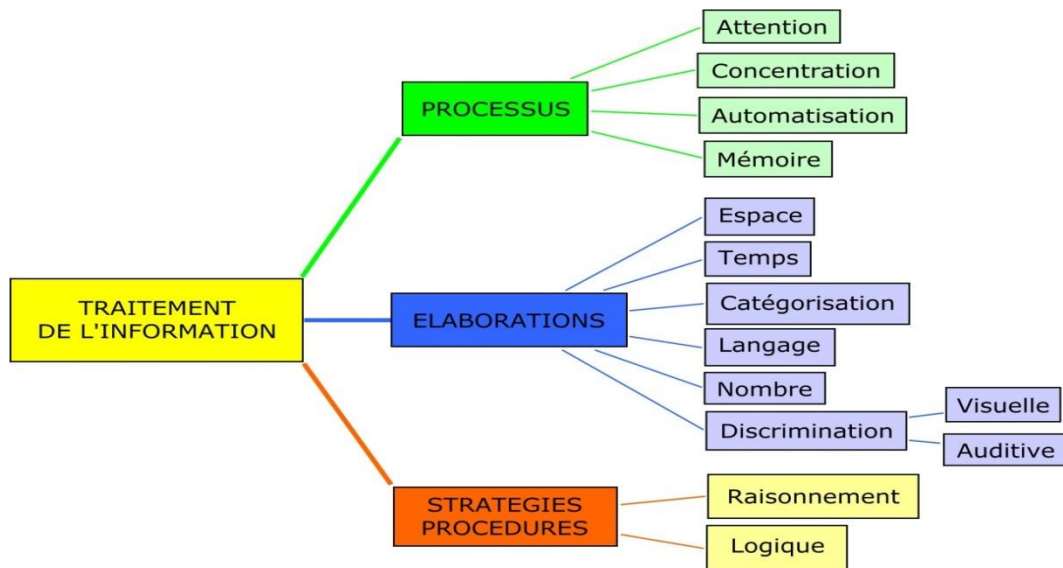 TRAITEMENT
DE L'INFORMATION
PROCESSUS
Attention
Concentration
Automatisation
Mémoire
ELABORATIONS
Espace
Temps
Catégorisation
Langage
Nombre
Discrimination
Visuelle
Auditive
STRATEGIES
PROCEDURES
Raisonnement
Logique